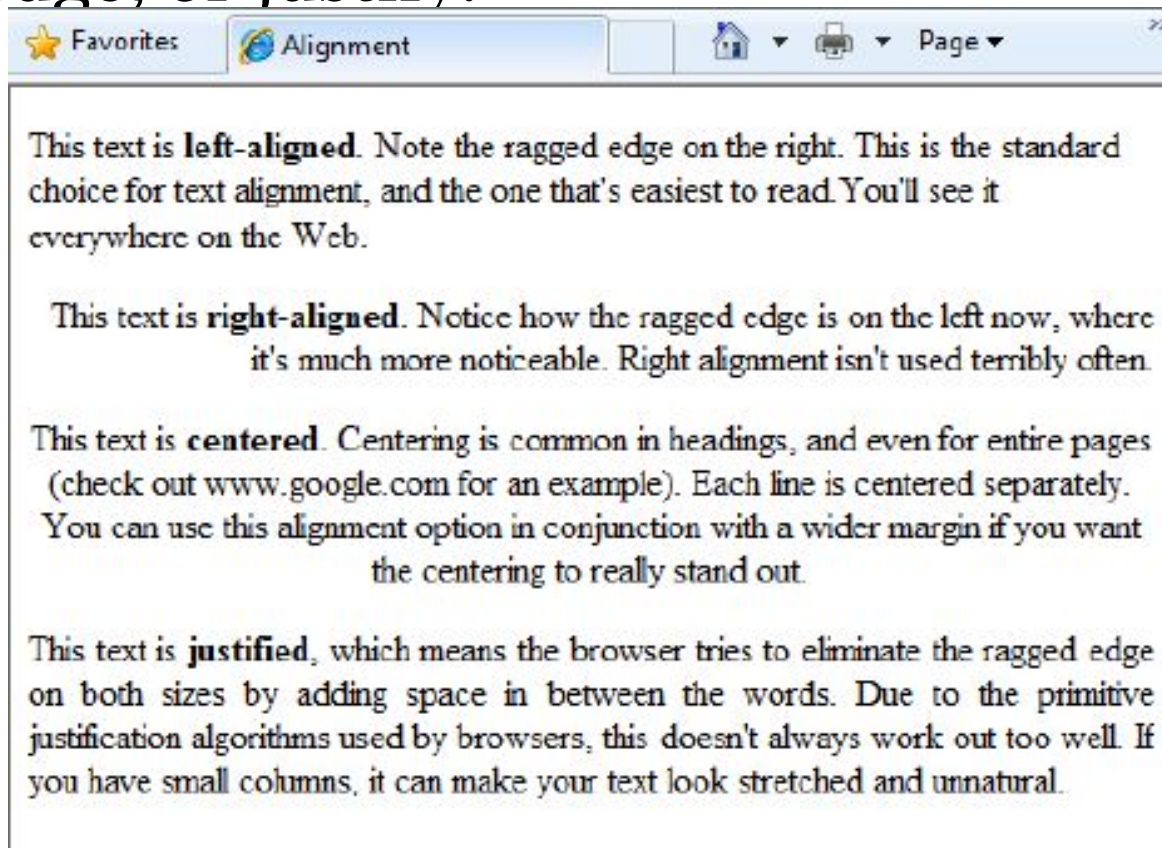 Favorites Alignment Page
This text is left-aligned. Note the ragged edge on the right. This is the standard
choice for text alignment, and the one that's easiest to read.You'll see it
everywhere on the Web.
This text is right-aligned. Notice how the ragged edge is on the left now, where
it's much more noticeable. Right alignment isn't used terribly often.
This text is centered. Centering is common in headings, and even for entire pages
(check out www.google.com for an example). Each line is centered separately.
You can use this alignment option in conjunction with a wider margin if you want
the centering to really stand out.
This text is justified, which means the browser tries to eliminate the ragged edge
on both sizes by adding space in between the words. Due to the primitive
justification algorithms used by browsers, this doesn't always work out too well. If
you have small columns, it can make your text look stretched and unnatural.